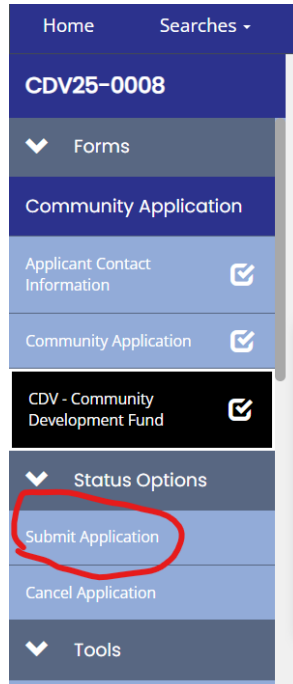 Home Searches
CDV25-0008
Forms
Community Application
Applicant Contact
Information
Community Application
CDV - Community
Development Fund
Status Options
Submit Application
Cancel Application
Tools